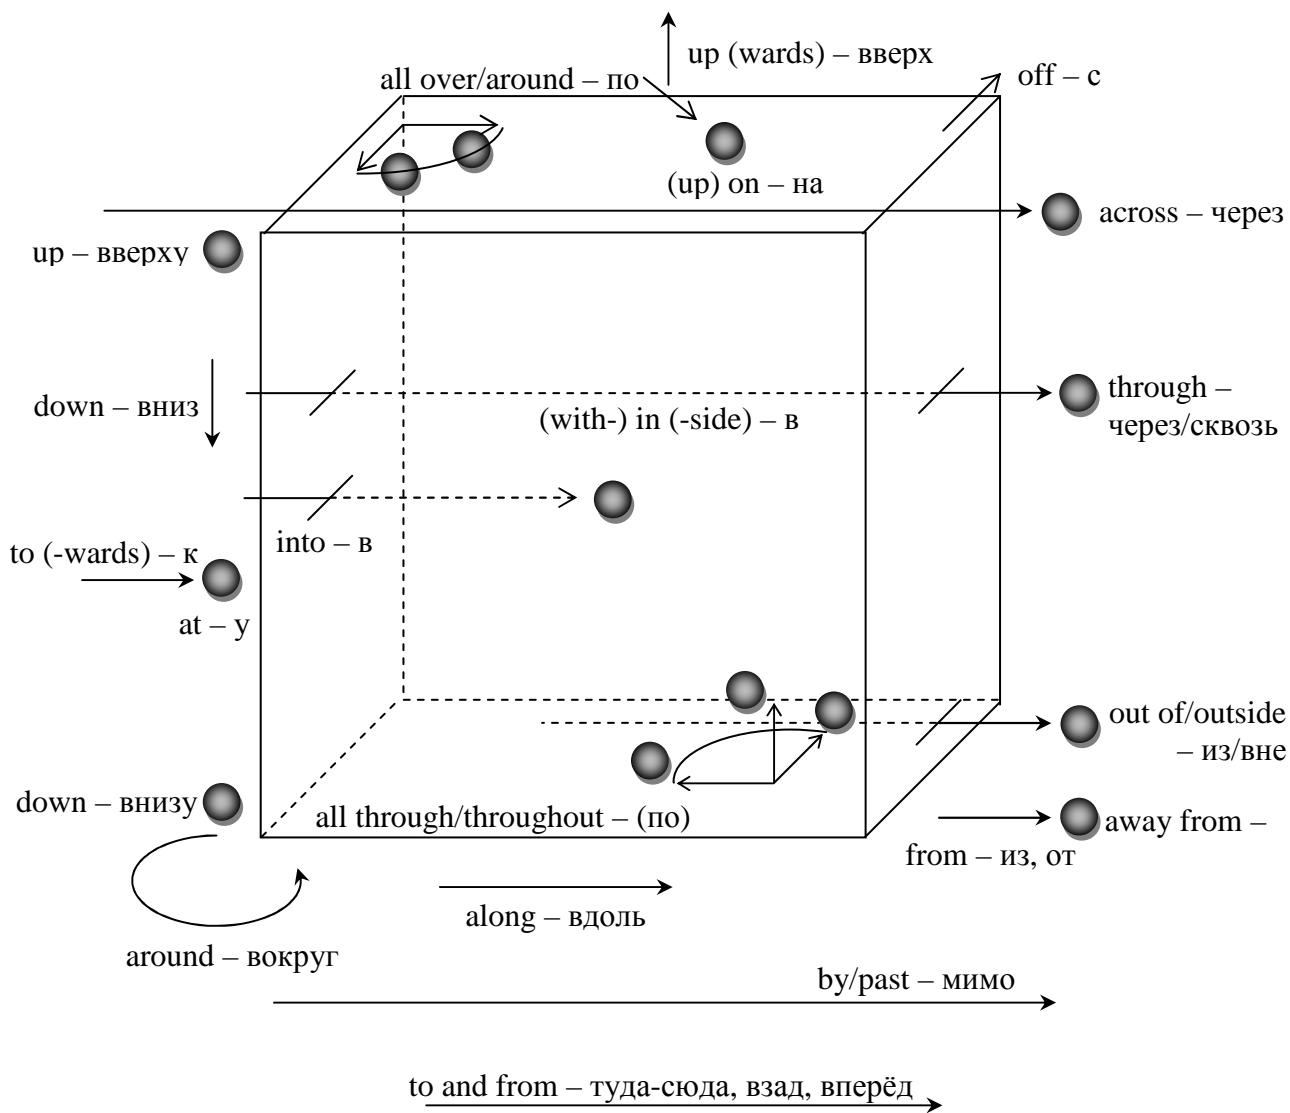 up (wards) – вверх
all over/around – по
off – с
(up) on – на
across – через
up – вверху
down – вниз
(with-) in (-side) – в
through –
через/сквозь
into – в
to (-wards) – к
at – у
out of/outside
– из/вне
down – внизу
all through/throughout – (по)
away from –
from – из, от
along – вдоль
around – вокруг
by/past – мимо
to and from – туда-сюда, взад, вперёд